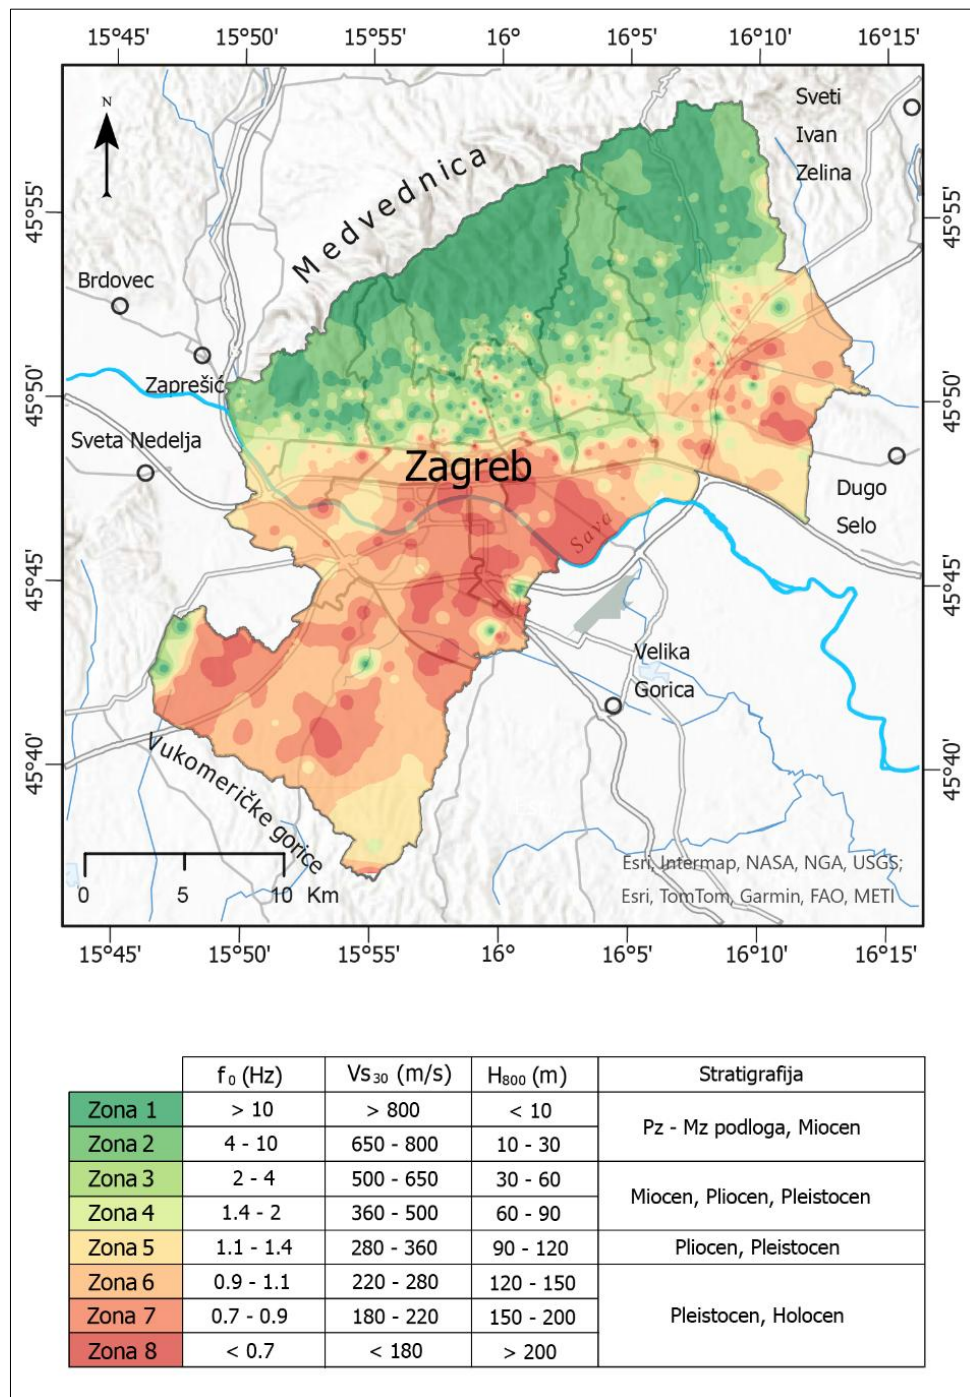 15°45' 15°50' 15°55' 16° 16°5' 16°10' 16°15'
N
Sveti
Ivan
Zelina
Medvednica
45°55' 45°55'
Brdovec
Zaprešić
45°50' 45°50'
Sveta Nedelja
Zagreb
Dugo
Selo
Sava
45°45' 45°45'
Velika
Gorica
45°40' 45°40'
Vukomeričke gorice
0 5 10 Km
Esri, Intermap, NASA, NGA, USGS;
Esri, TomTom, Garmin, FAO, METI
15°45' 15°50' 15°55' 16° 16°5' 16°10' 16°15'
f₀ (Hz) Vs₃₀ (m/s) H₈₀₀ (m) Stratigrafija
Zona 1 > 10 > 800 < 10
Pz - Mz podloga, Miocen
Zona 2 4 - 10 650 - 800 10 - 30
Zona 3 2 - 4 500 - 650 30 - 60
Miocen, Pliocen, Pleistocen
Zona 4 1.4 - 2 360 - 500 60 - 90
Zona 5 1.1 - 1.4 280 - 360 90 - 120 Pliocen, Pleistocen
Zona 6 0.9 - 1.1 220 - 280 120 - 150
Zona 7 0.7 - 0.9 180 - 220 150 - 200 Pleistocen, Holocen
Zona 8 < 0.7 < 180 > 200